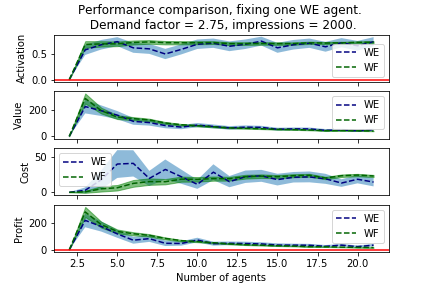 Performance comparison, fixing one WE agent.
Demand factor = 2.75, impressions = 2000.
Activation
0.5
0.0
WE
WF
Value
200
0
WE
WF
Cost
50
0
WE
WF
Profit
200
0
WE
WF
2.5 5.0 7.5 10.0 12.5 15.0 17.5 20.0
Number of agents